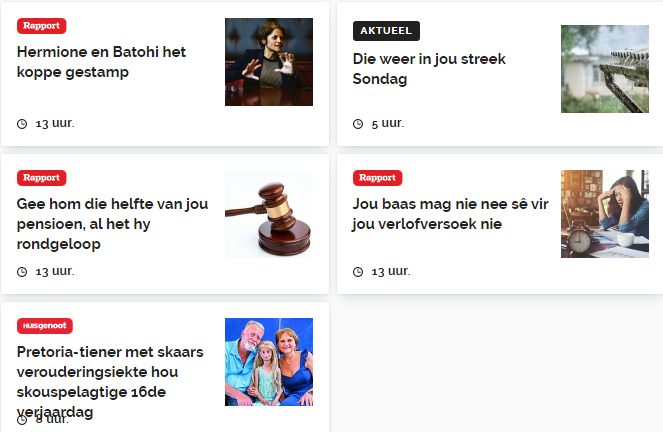 Rapport
Hermione en Batohi het
koppe gestamp
13 uur.
AKTUEEL
Die weer in jou streek
Sondag
5 uur.
Rapport
Gee hom die helfte van jou
pensioen, al het hy
rondgeloop
13 uur.
Rapport
Jou baas mag nie nee sê vir
jou verlofversoek nie
13 uur.
HUISgenoot
Pretoria-tiener met skaars
verouderingsiekte hou
skouspelagtige 16de
verjaardag
8 uur.